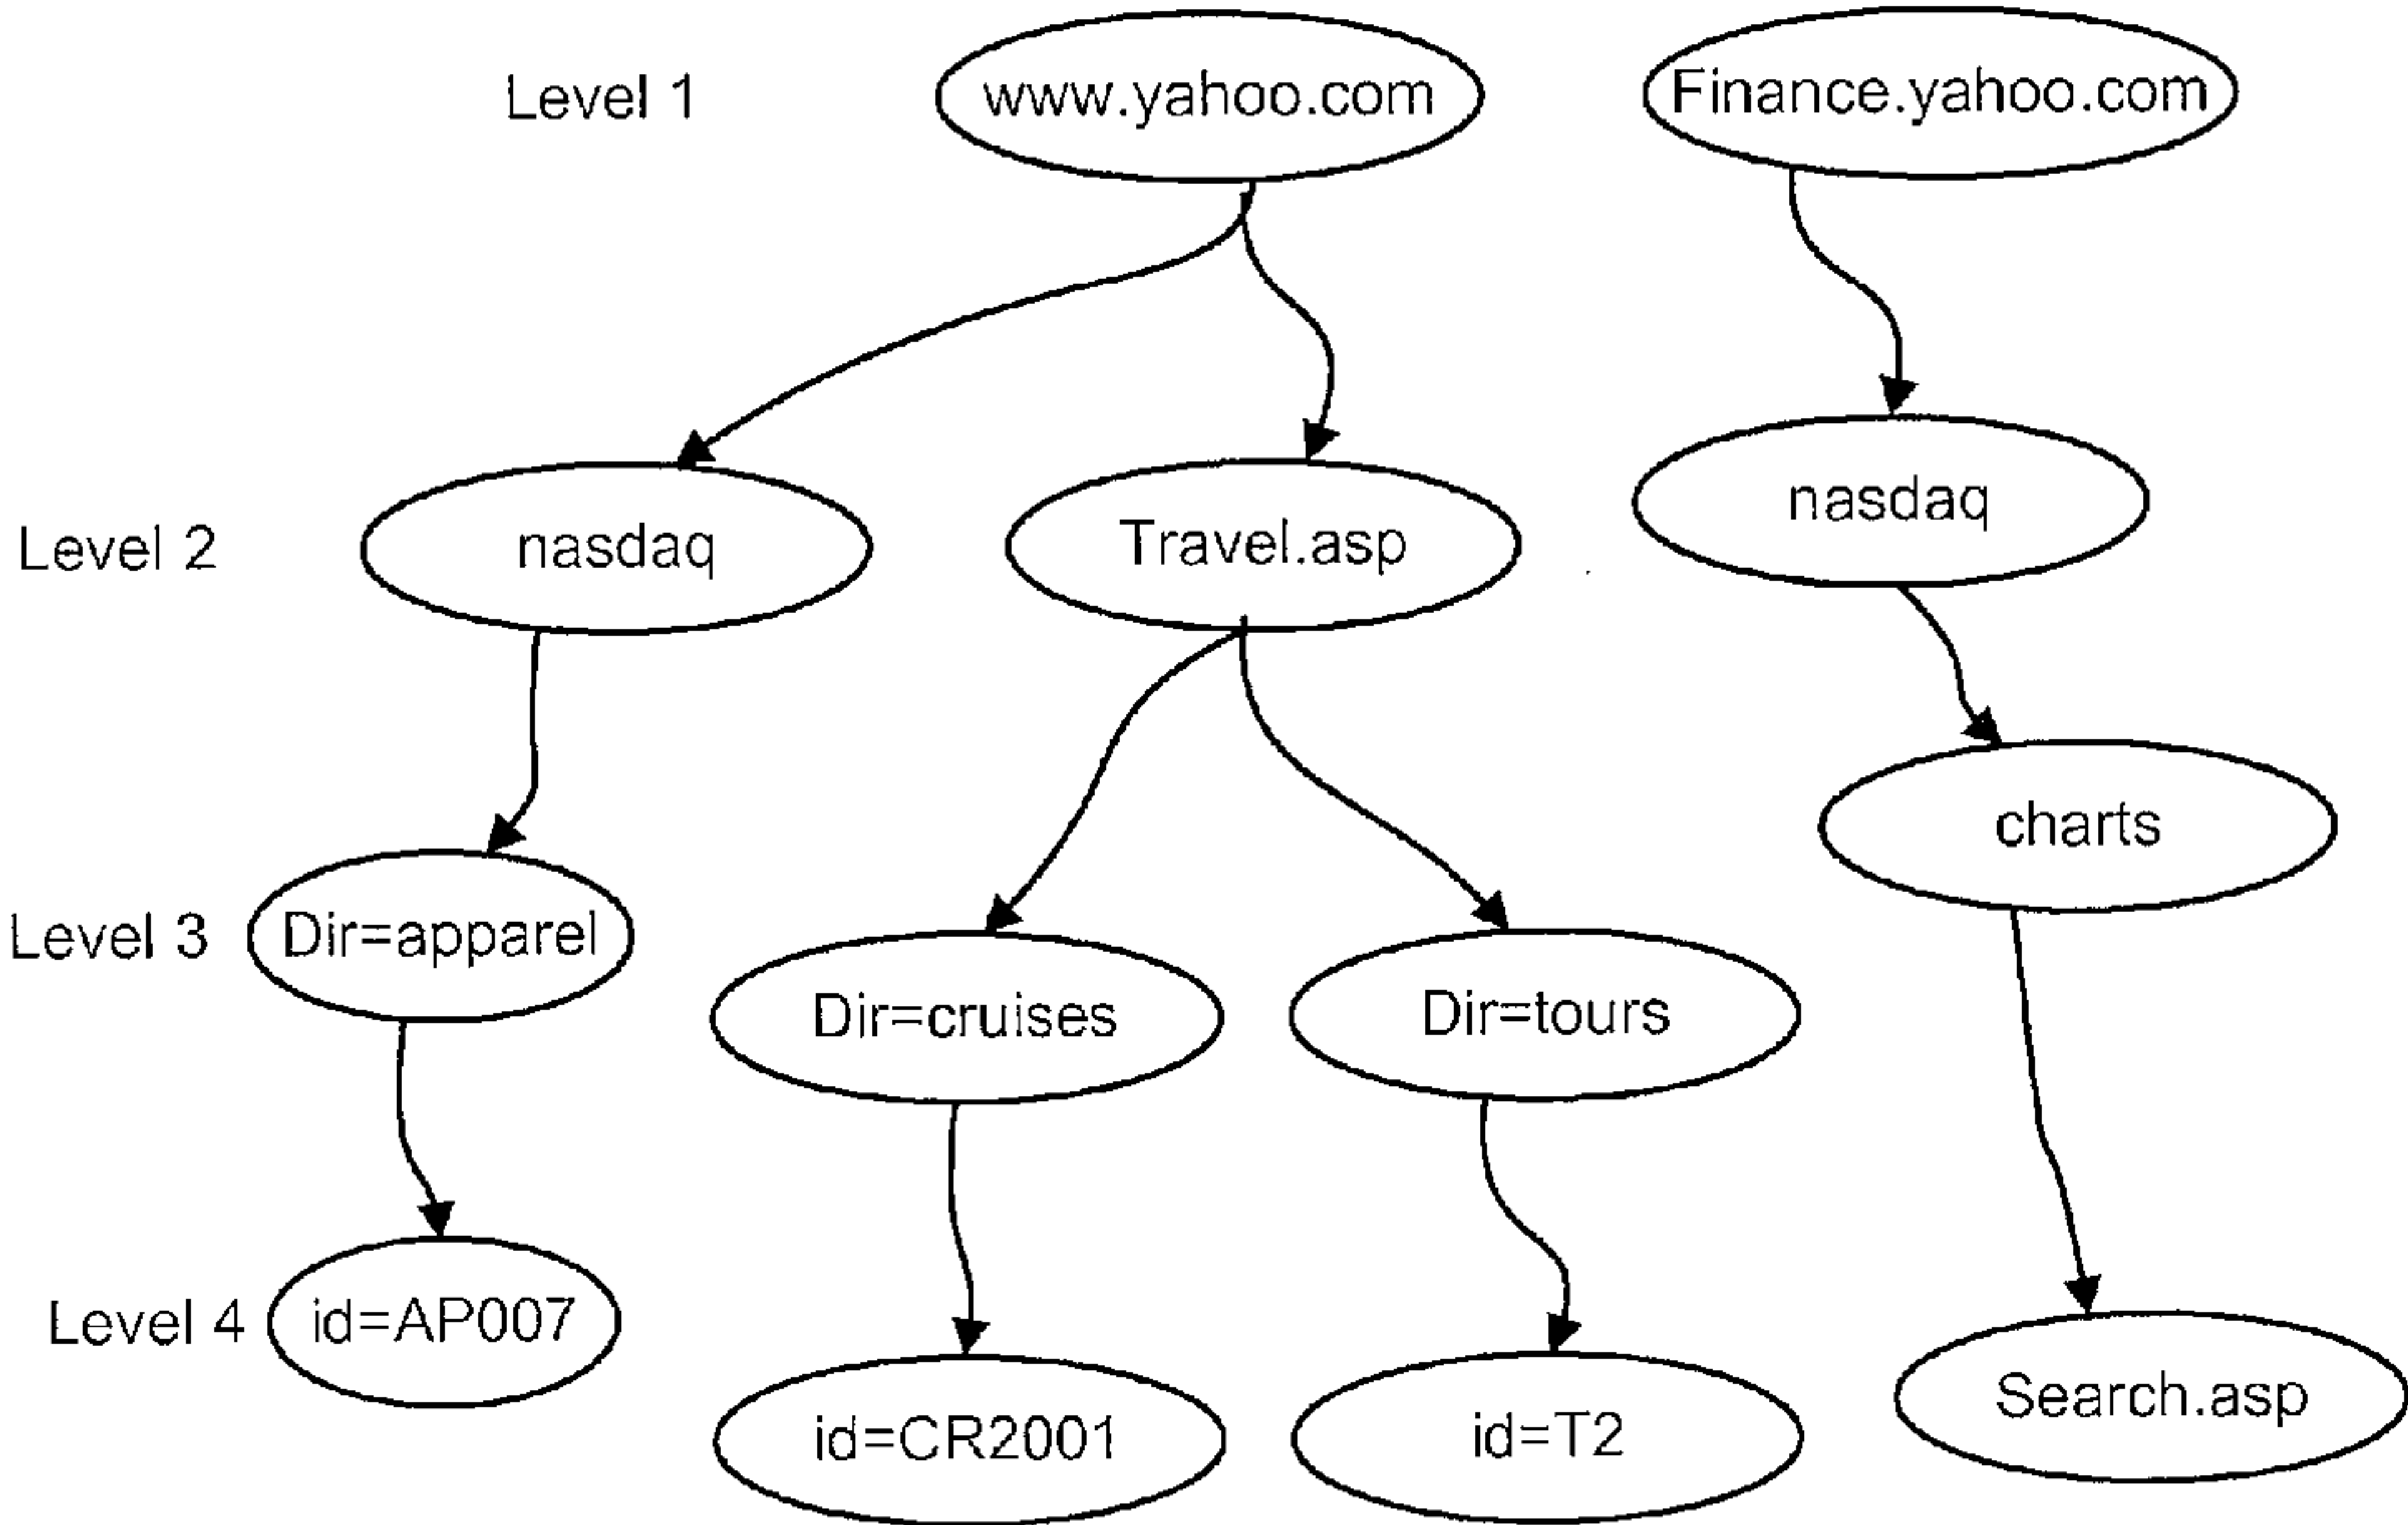 Level 1
www.yahoo.com
Finance.yahoo.com
Level 2
nasdaq
Travel.asp
nasdaq
charts
Level 3
Dir=apparel
Dir=cruises
Dir=tours
Level 4
id=AP007
id=CR2001
id=T2
Search.asp